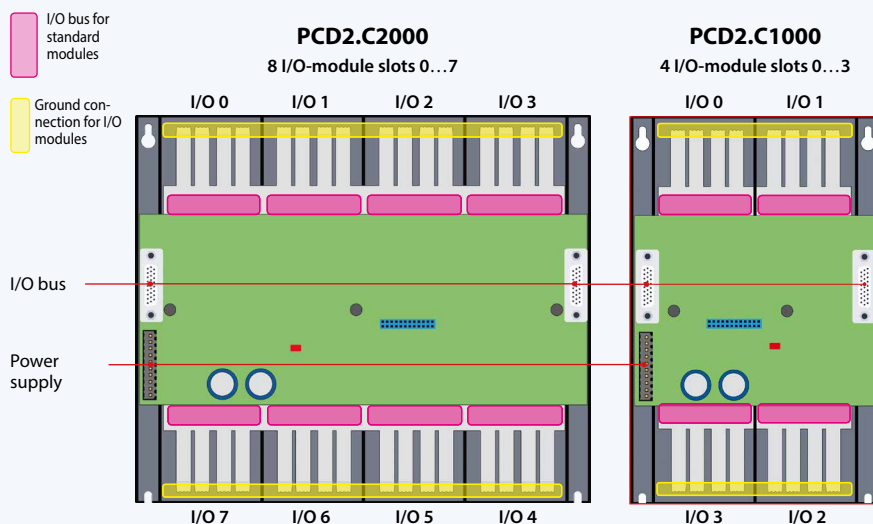 I/O bus for
standard
modules
Ground con-
nection for I/O
modules
PCD2.C2000
8 I/O-module slots 0…7
I/O 0 I/O 1 I/O 2 I/O 3
PCD2.C1000
4 I/O-module slots 0…3
I/O 0 I/O 1
I/O bus
Power
supply
I/O 7 I/O 6 I/O 5 I/O 4
I/O 3 I/O 2